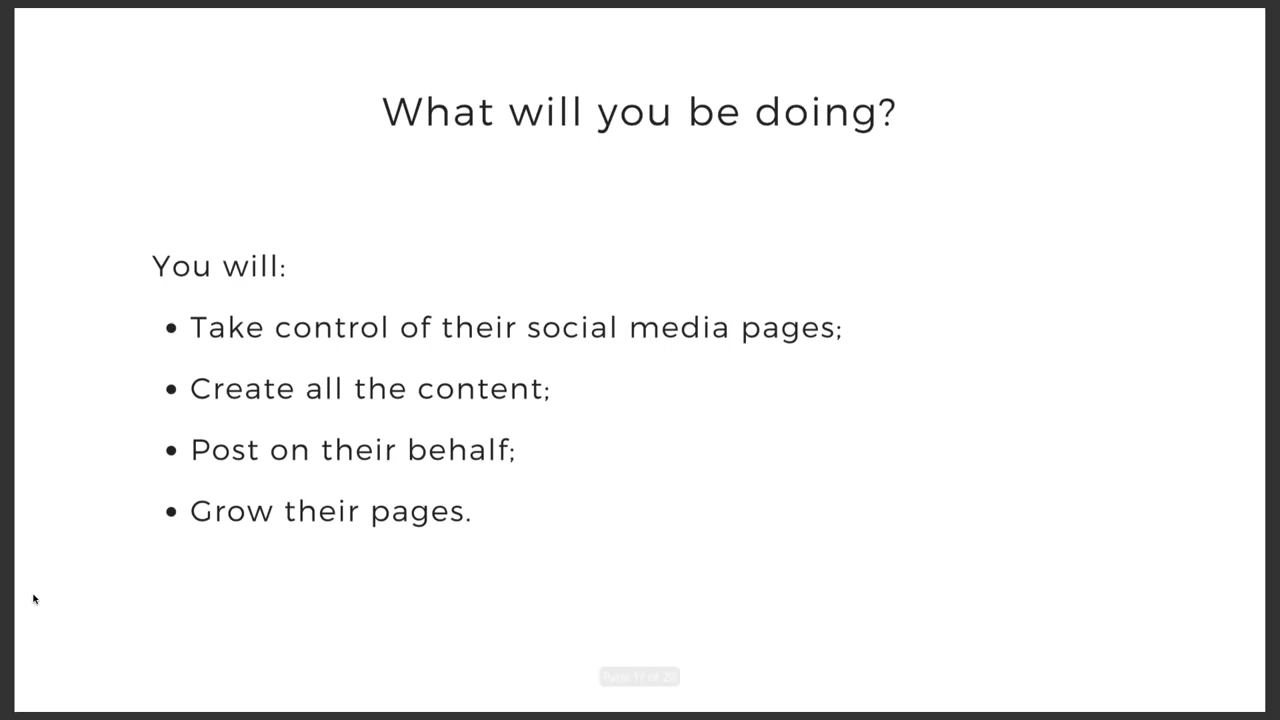 What will you be doing?
You will:
• Take control of their social media pages;
• Create all the content;
• Post on their behalf;
• Grow their pages.